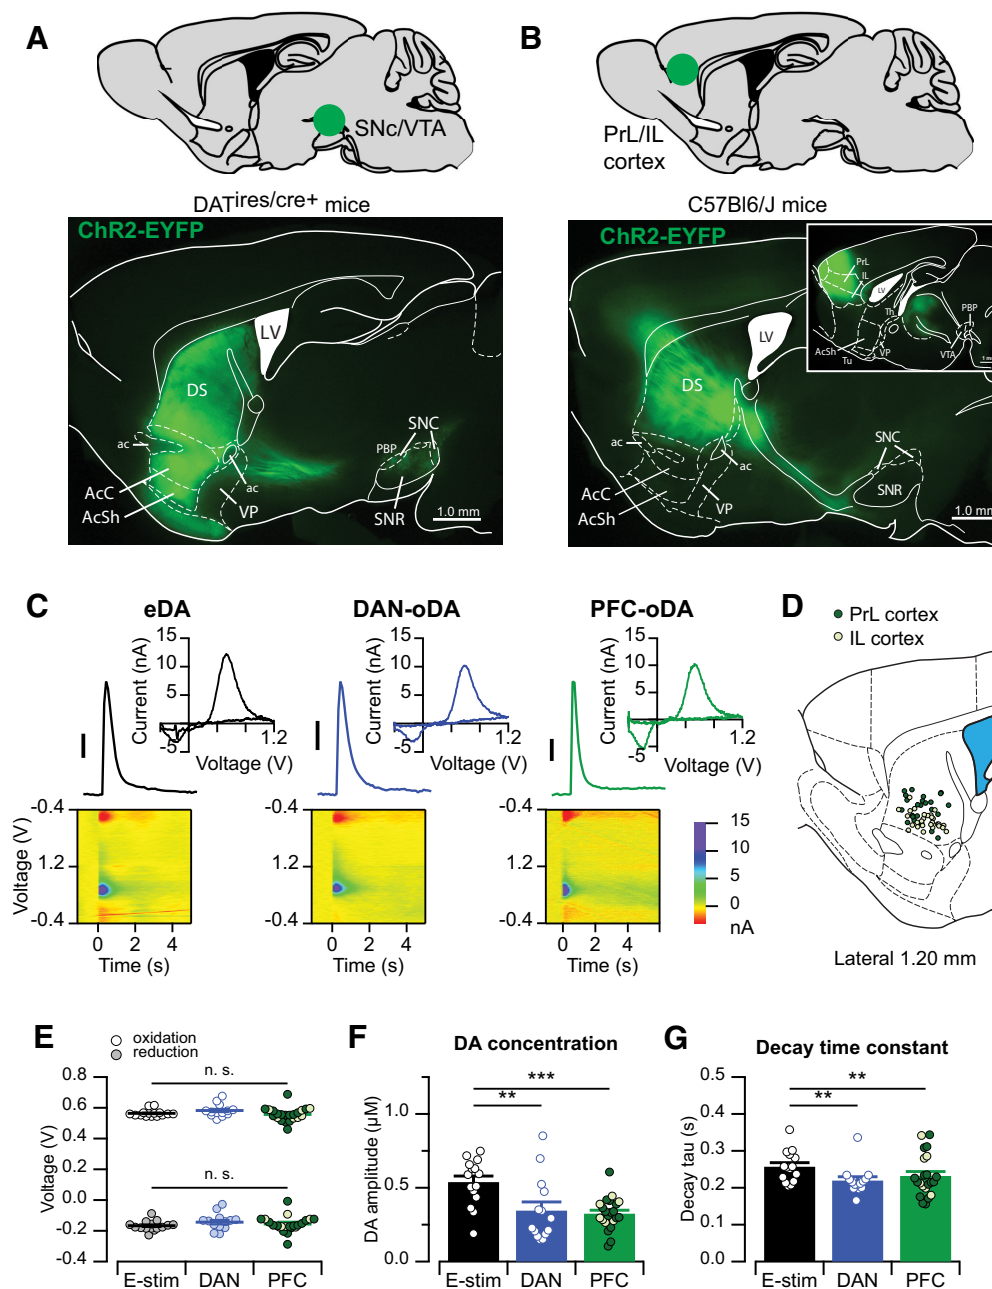 A
SNc/VTA
DATires/cre+ mice
ChR2-EYFP
LV
DS
ac
AcC
AcSh
ac
VP
PBP
SNC
SNR
1.0 mm
B
PrL/IL
cortex
C57Bl6/J mice
ChR2-EYFP
LV
DS
ac
AcC
AcSh
ac
VP
SNC
SNR
1.0 mm
PrL
IL
LV
Th
PBP
AcSh
Tu
VP
VTA
C
eDA
DAN-oDA
PFC-oDA
Current (nA)
15
5
-5
1.2
Voltage (V)
Current (nA)
15
5
-5
1.2
Voltage (V)
Current (nA)
15
5
-5
1.2
Voltage (V)
Voltage (V)
-0.4
1.2
-0.4
0 2 4
Time (s)
-0.4
1.2
-0.4
0 2 4
Time (s)
-0.4
1.2
-0.4
0 2 4
Time (s)
15
10
5
0
nA
D
PrL cortex
IL cortex
Lateral 1.20 mm
E
oxidation
reduction
n. s.
n. s.
Voltage (V)
0.8
0.6
0.4
0.2
0.0
-0.2
-0.4
E-stim DAN PFC
F
DA concentration
***
**
DA amplitude (µM)
1.0
0.5
0.0
E-stim DAN PFC
G
Decay time constant
**
**
Decay tau (s)
0.5
0.4
0.3
0.2
0.1
0.0
E-stim DAN PFC